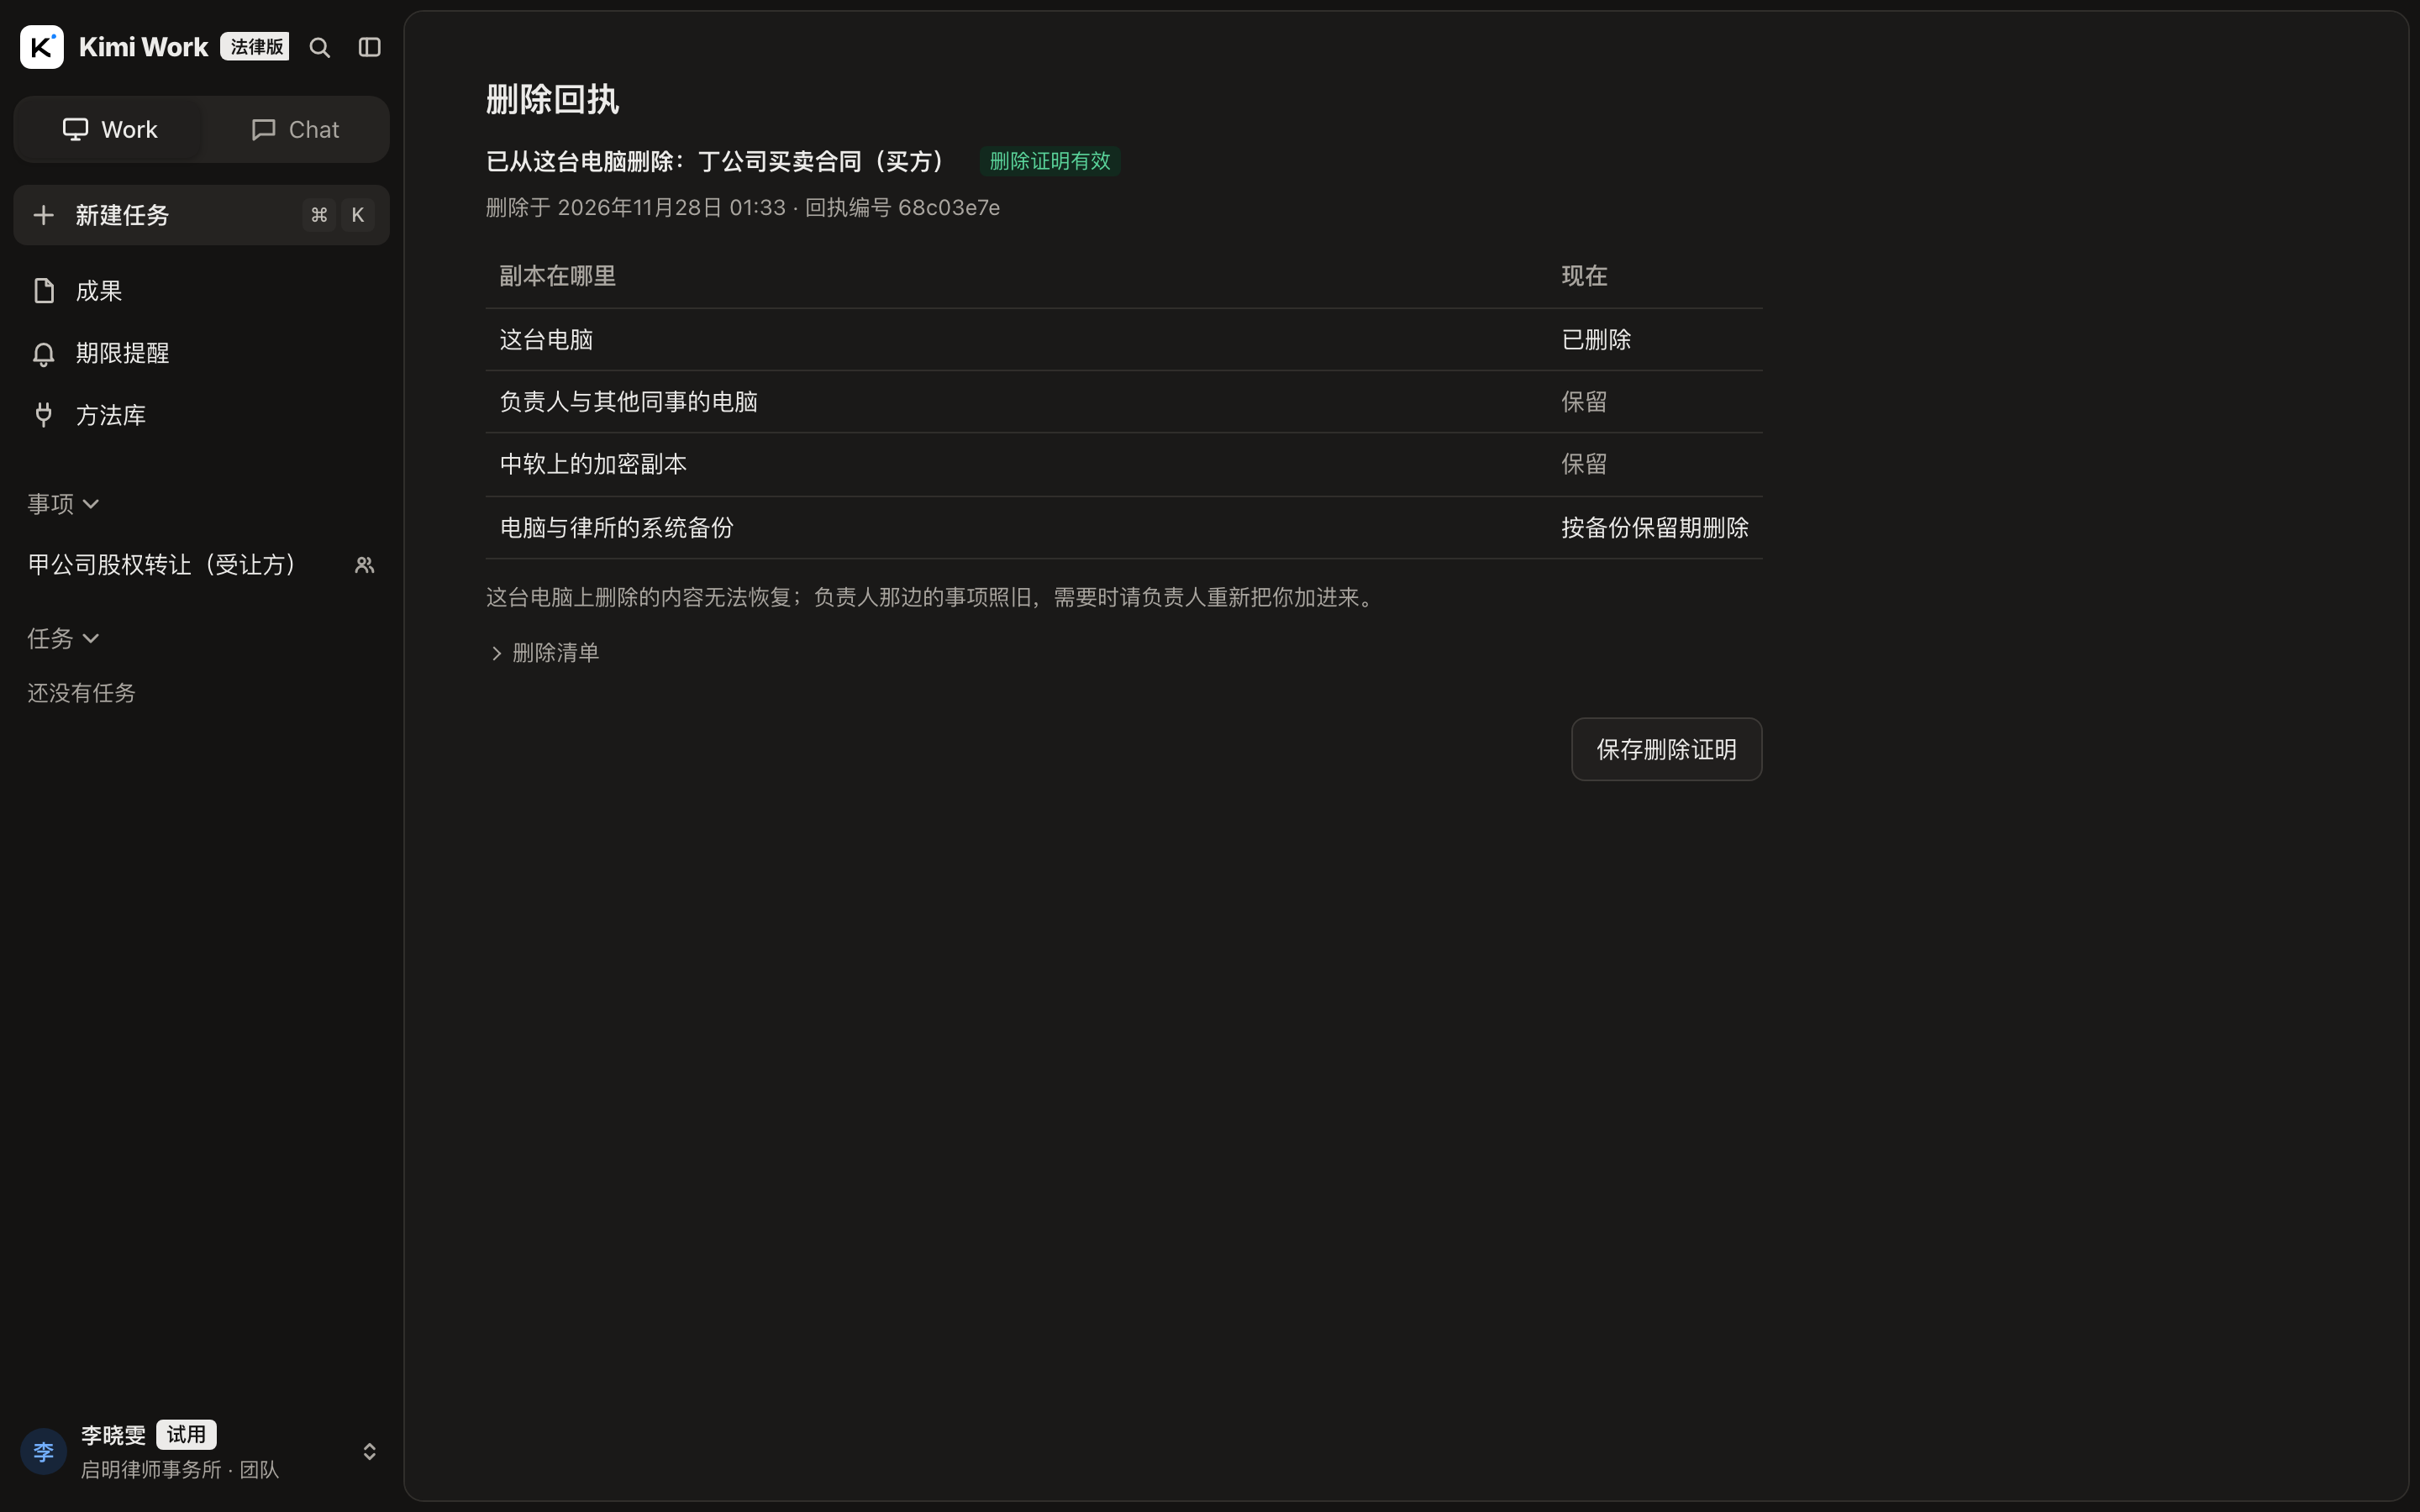 Kimi Work 法律版
Work
Chat
新建任务 ⌘ K
成果
期限提醒
方法库
事项
甲公司股权转让（受让方）
任务
还没有任务
李 李晓雯 试用
启明律师事务所 · 团队
删除回执
已从这台电脑删除：丁公司买卖合同（买方） 删除证明有效
删除于 2026年11月28日 01:33 · 回执编号 68c03e7e
副本在哪里 现在
这台电脑 已删除
负责人与其他同事的电脑 保留
中软上的加密副本 保留
电脑与律所的系统备份 按备份保留期删除
这台电脑上删除的内容无法恢复；负责人那边的事项照旧，需要时请负责人重新把你加进来。
删除清单
保存删除证明